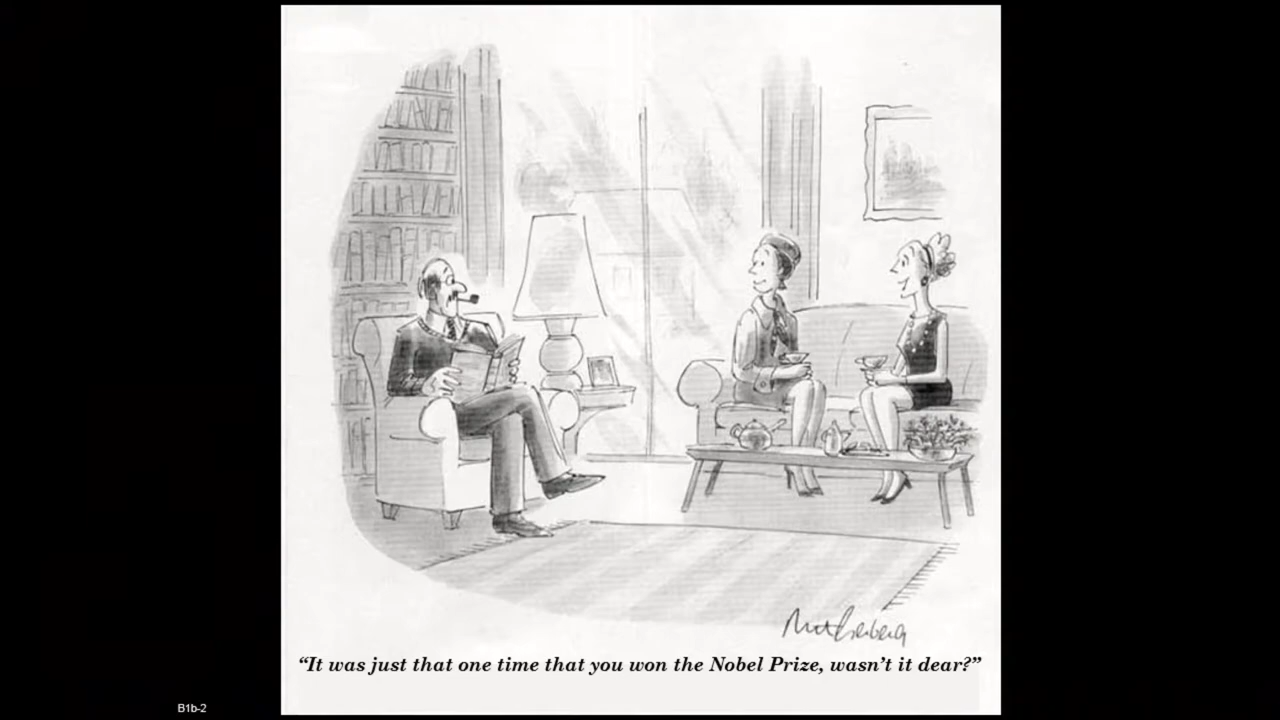 “It was just that one time that you won the Nobel Prize, wasn’t it dear?”
B1b-2